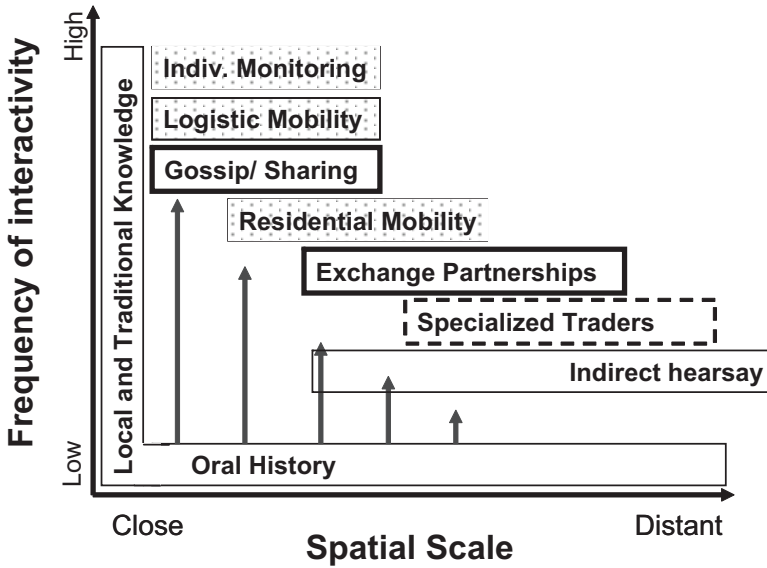 High
Frequency of interactivity
Low
Local and Traditional Knowledge
Indiv. Monitoring
Logistic Mobility
Gossip/ Sharing
Residential Mobility
Exchange Partnerships
Specialized Traders
Indirect hearsay
Oral History
Close
Distant
Spatial Scale